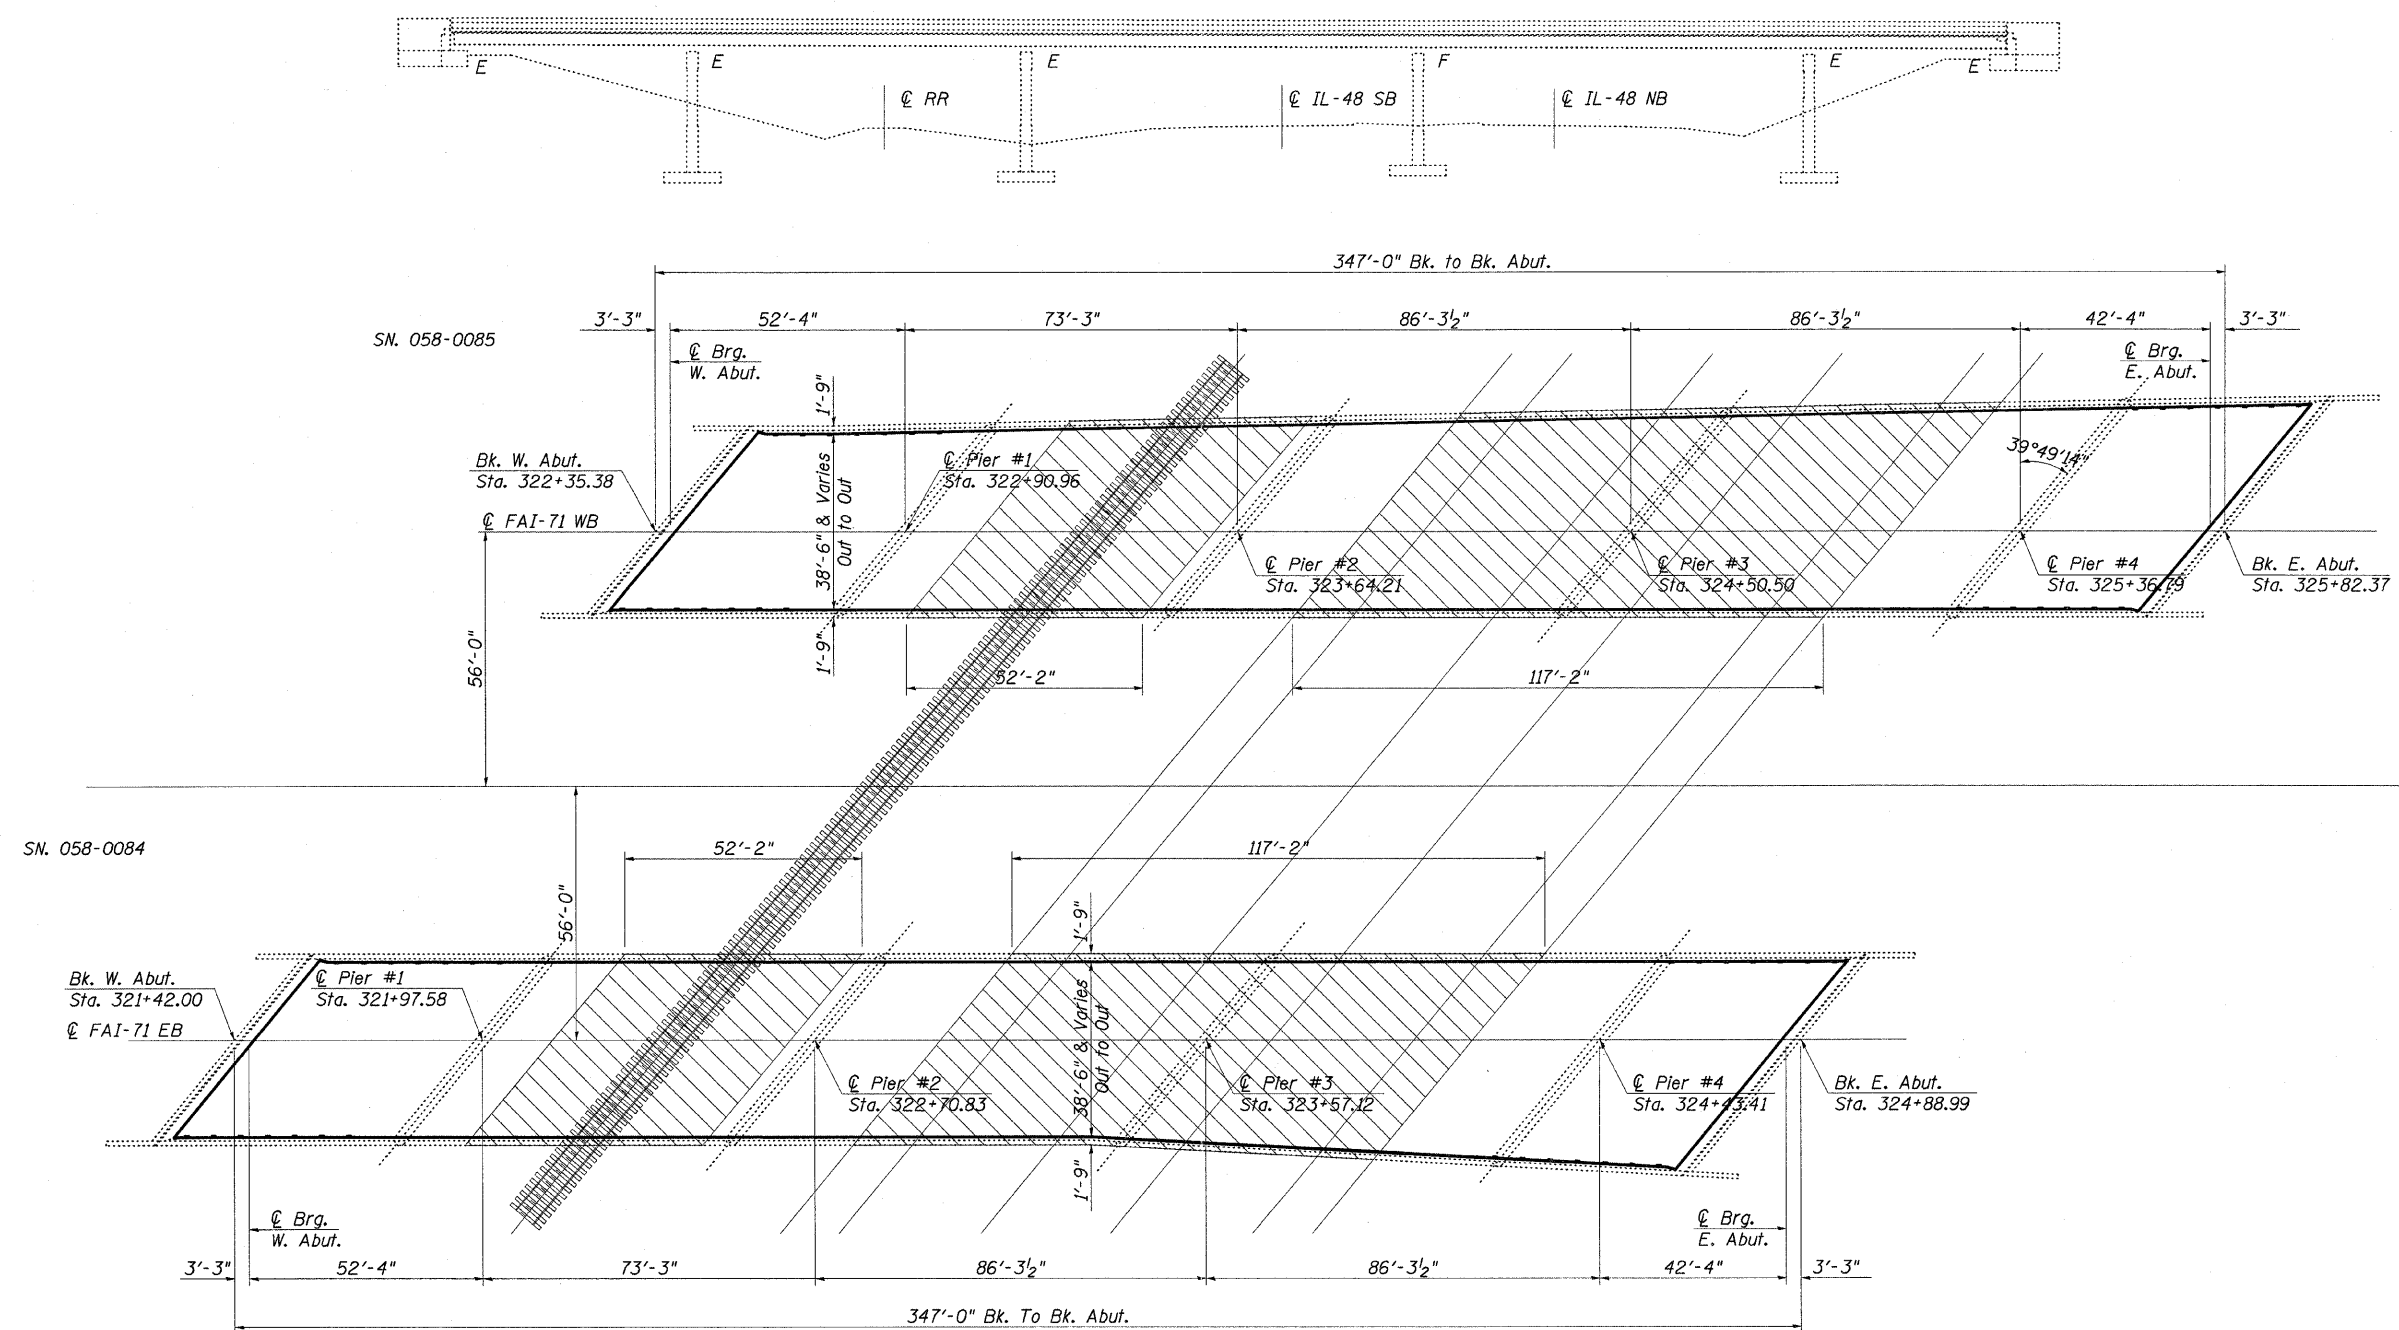 E
E
E
F
E
E
℄ RR
℄ IL-48 SB
℄ IL-48 NB
347'-0" Bk. to Bk. Abut.
3'-3"
52'-4"
73'-3"
86'-3½"
86'-3½"
42'-4"
3'-3"
SN. 058-0085
℄ Brg.
W. Abut.
℄ Brg.
E. Abut.
1'-9"
38'-6" & Varies
Out to Out
1'-9"
39°49'14"
Bk. W. Abut.
Sta. 322+35.38
℄ Pier #1
Sta. 322+90.96
℄ FAI-71 WB
℄ Pier #2
Sta. 323+64.21
℄ Pier #3
Sta. 324+50.50
℄ Pier #4
Sta. 325+36.79
Bk. E. Abut.
Sta. 325+82.37
56'-0"
52'-2"
117'-2"
SN. 058-0084
52'-2"
117'-2"
56'-0"
1'-9"
38'-6" & Varies
Out to Out
1'-9"
Bk. W. Abut.
Sta. 321+42.00
℄ Pier #1
Sta. 321+97.58
℄ FAI-71 EB
℄ Pier #2
Sta. 322+70.83
℄ Pier #3
Sta. 323+57.12
℄ Pier #4
Sta. 324+43.41
Bk. E. Abut.
Sta. 324+88.99
℄ Brg.
W. Abut.
℄ Brg.
E. Abut.
3'-3"
52'-4"
73'-3"
86'-3½"
86'-3½"
42'-4"
3'-3"
347'-0" Bk. To Bk. Abut.